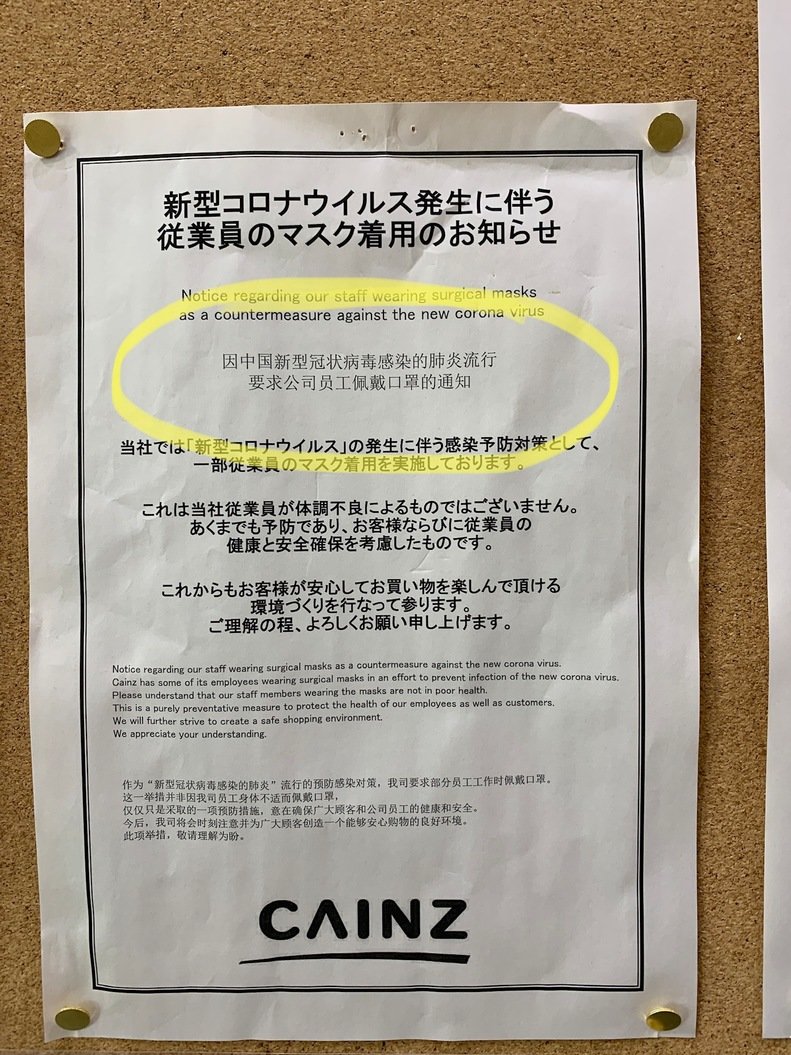 新型コロナウイルス発生に伴う
従業員のマスク着用のお知らせ
Notice regarding our staff wearing surgical masks
as a countermeasure against the new corona virus
因中国新型冠状病毒感染的肺炎流行
要求公司员工佩戴口罩的通知
当社では「新型コロナウイルス」の発生に伴う感染予防対策として、
一部従業員のマスク着用を実施しております。
これは当社従業員が体調不良によるものではございません。
あくまでも予防であり、お客様ならびに従業員の
健康と安全確保を考慮したものです。
これからもお客様が安心してお買い物を楽しんで頂ける
環境づくりを行なって参ります。
ご理解の程、よろしくお願い申し上げます。
Notice regarding our staff wearing surgical masks as a countermeasure against the new corona virus.
Cainz has some of its employees wearing surgical masks in an effort to prevent infection of the new corona virus.
Please understand that our staff members wearing the masks are not in poor health.
This is a purely preventative measure to protect the health of our employees as well as customers.
We will further strive to create a safe shopping environment.
We appreciate your understanding.
作为“新型冠状病毒感染的肺炎”流行的预防感染对策，我司要求部分员工工作时佩戴口罩。
这一举措并非因我司员工身体不适而佩戴口罩，
仅仅只是采取的一项预防措施，意在确保广大顾客和公司员工的健康和安全。
今后，我司将会时刻注意并为广大顾客创造一个能够安心购物的良好环境。
此项举措，敬请理解为盼。
CAINZ